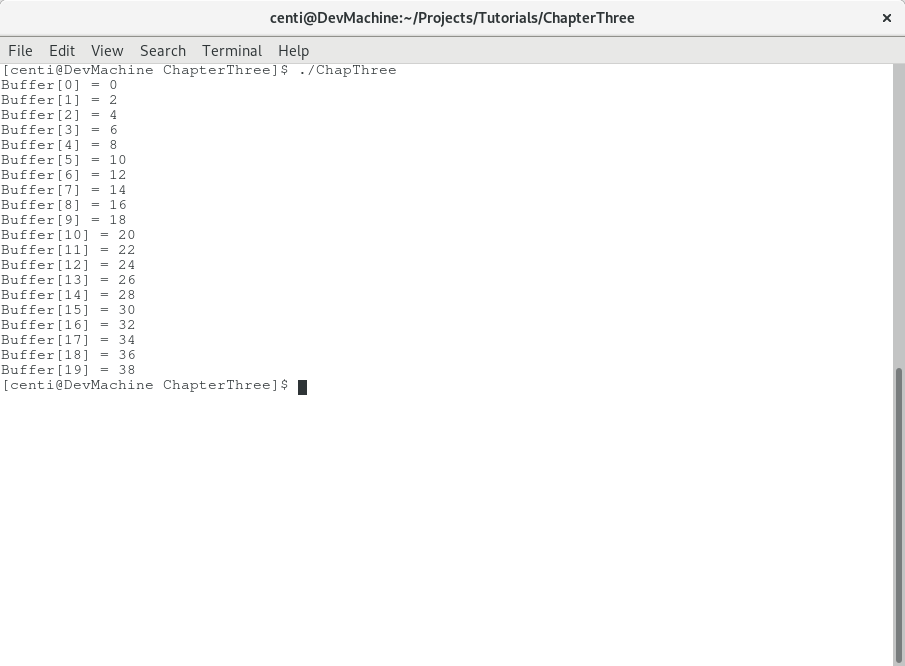 centi@DevMachine:~/Projects/Tutorials/ChapterThree ×
File Edit View Search Terminal Help
[centi@DevMachine ChapterThree]$ ./ChapThree
Buffer[0] = 0
Buffer[1] = 2
Buffer[2] = 4
Buffer[3] = 6
Buffer[4] = 8
Buffer[5] = 10
Buffer[6] = 12
Buffer[7] = 14
Buffer[8] = 16
Buffer[9] = 18
Buffer[10] = 20
Buffer[11] = 22
Buffer[12] = 24
Buffer[13] = 26
Buffer[14] = 28
Buffer[15] = 30
Buffer[16] = 32
Buffer[17] = 34
Buffer[18] = 36
Buffer[19] = 38
[centi@DevMachine ChapterThree]$